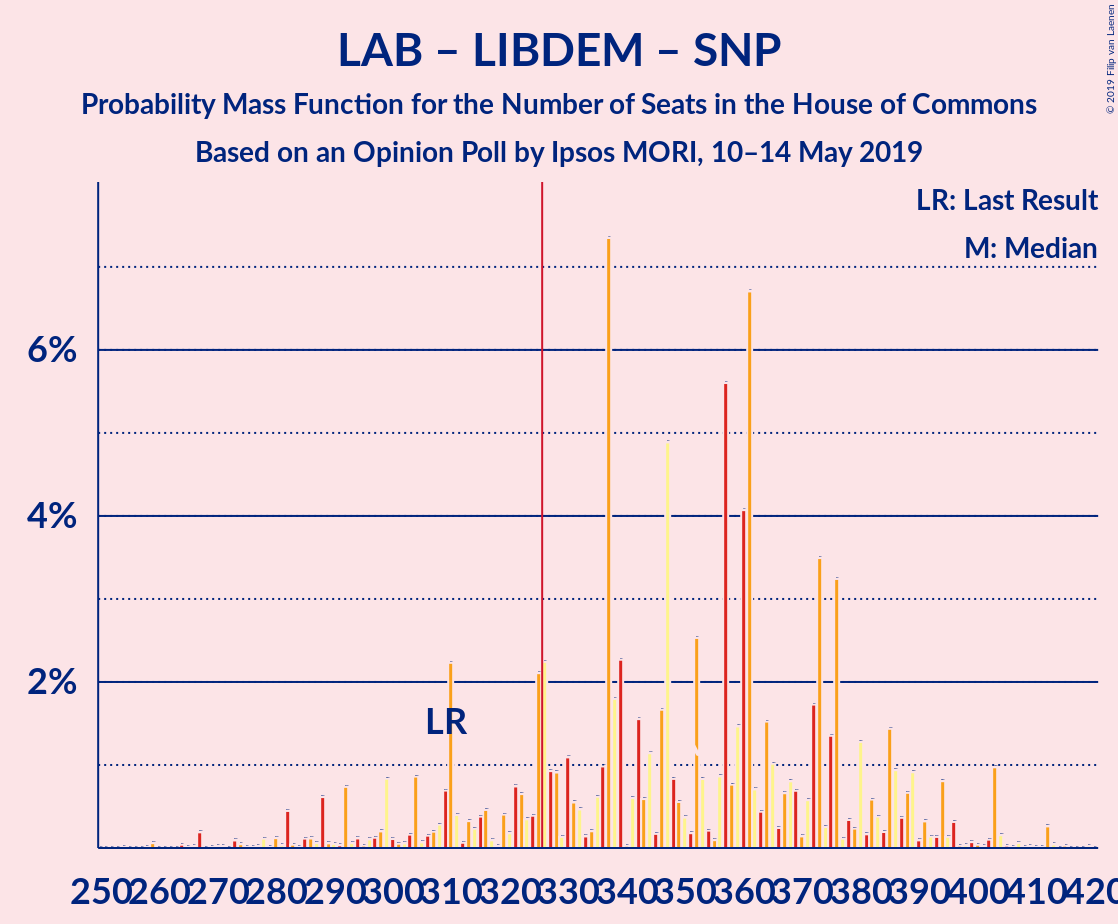 LAB – LIBDEM – SNP
Probability Mass Function for the Number of Seats in the House of Commons
Based on an Opinion Poll by Ipsos MORI, 10–14 May 2019
© 2019 Filip van Laenen
LR: Last Result
M: Median
6%
4%
2%
LR
250 260 270 280 290 300 310 320 330 340 350 360 370 380 390 400 410 420